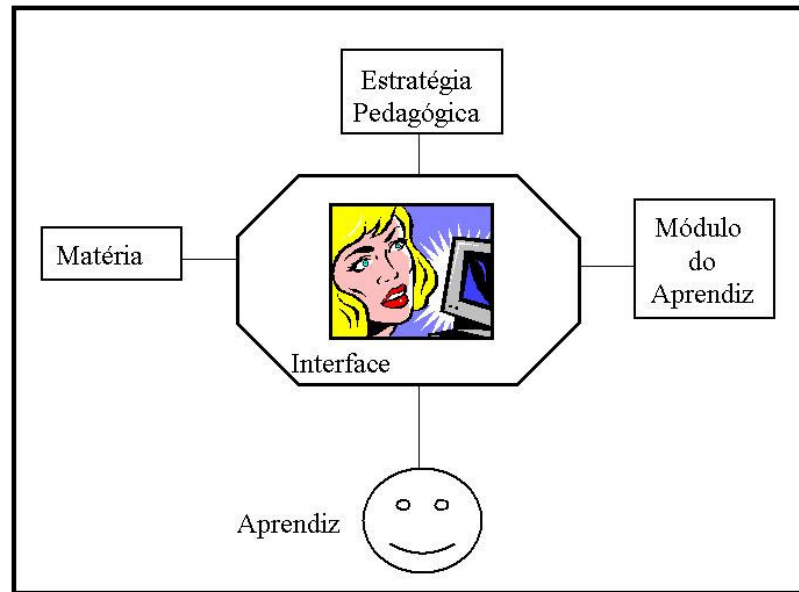 Estratégia
Pedagógica
Matéria
Módulo
do
Aprendiz
Interface
Aprendiz